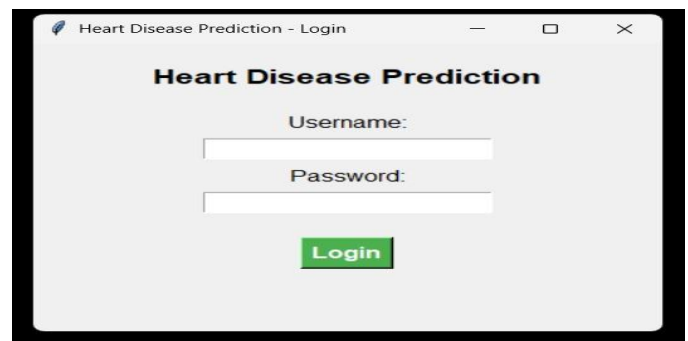 Heart Disease Prediction - Login
Heart Disease Prediction
Username:
Password:
Login